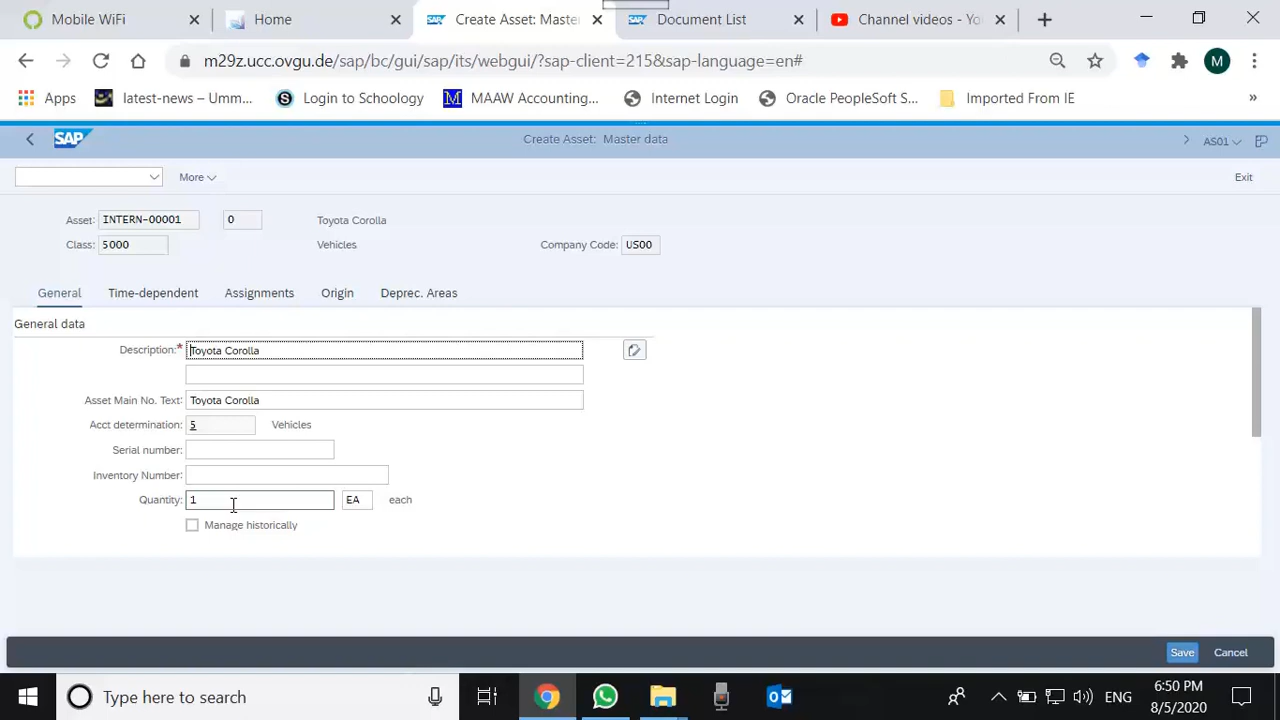 Mobile WiFi
Home
SAP Create Asset: Maste
SAP Document List
Channel videos - Yo
m29z.ucc.ovgu.de/sap/bc/gui/sap/its/webgui/?sap-client=215&sap-language=en#
M
Apps
latest-news – Umm...
S Login to Schoology
M MAAW Accounting...
Internet Login
Oracle PeopleSoft S...
Imported From IE
»
SAP
Create Asset: Master data
AS01
More
Exit
Asset: INTERN-00001 0 Toyota Corolla
Class: 5000 Vehicles Company Code: US00
General Time-dependent Assignments Origin Deprec. Areas
General data
Description:* Toyota Corolla
Asset Main No. Text: Toyota Corolla
Acct determination: 5 Vehicles
Serial number:
Inventory Number:
Quantity: 1 EA each
Manage historically
Save Cancel
Type here to search
ENG
6:50 PM
8/5/2020